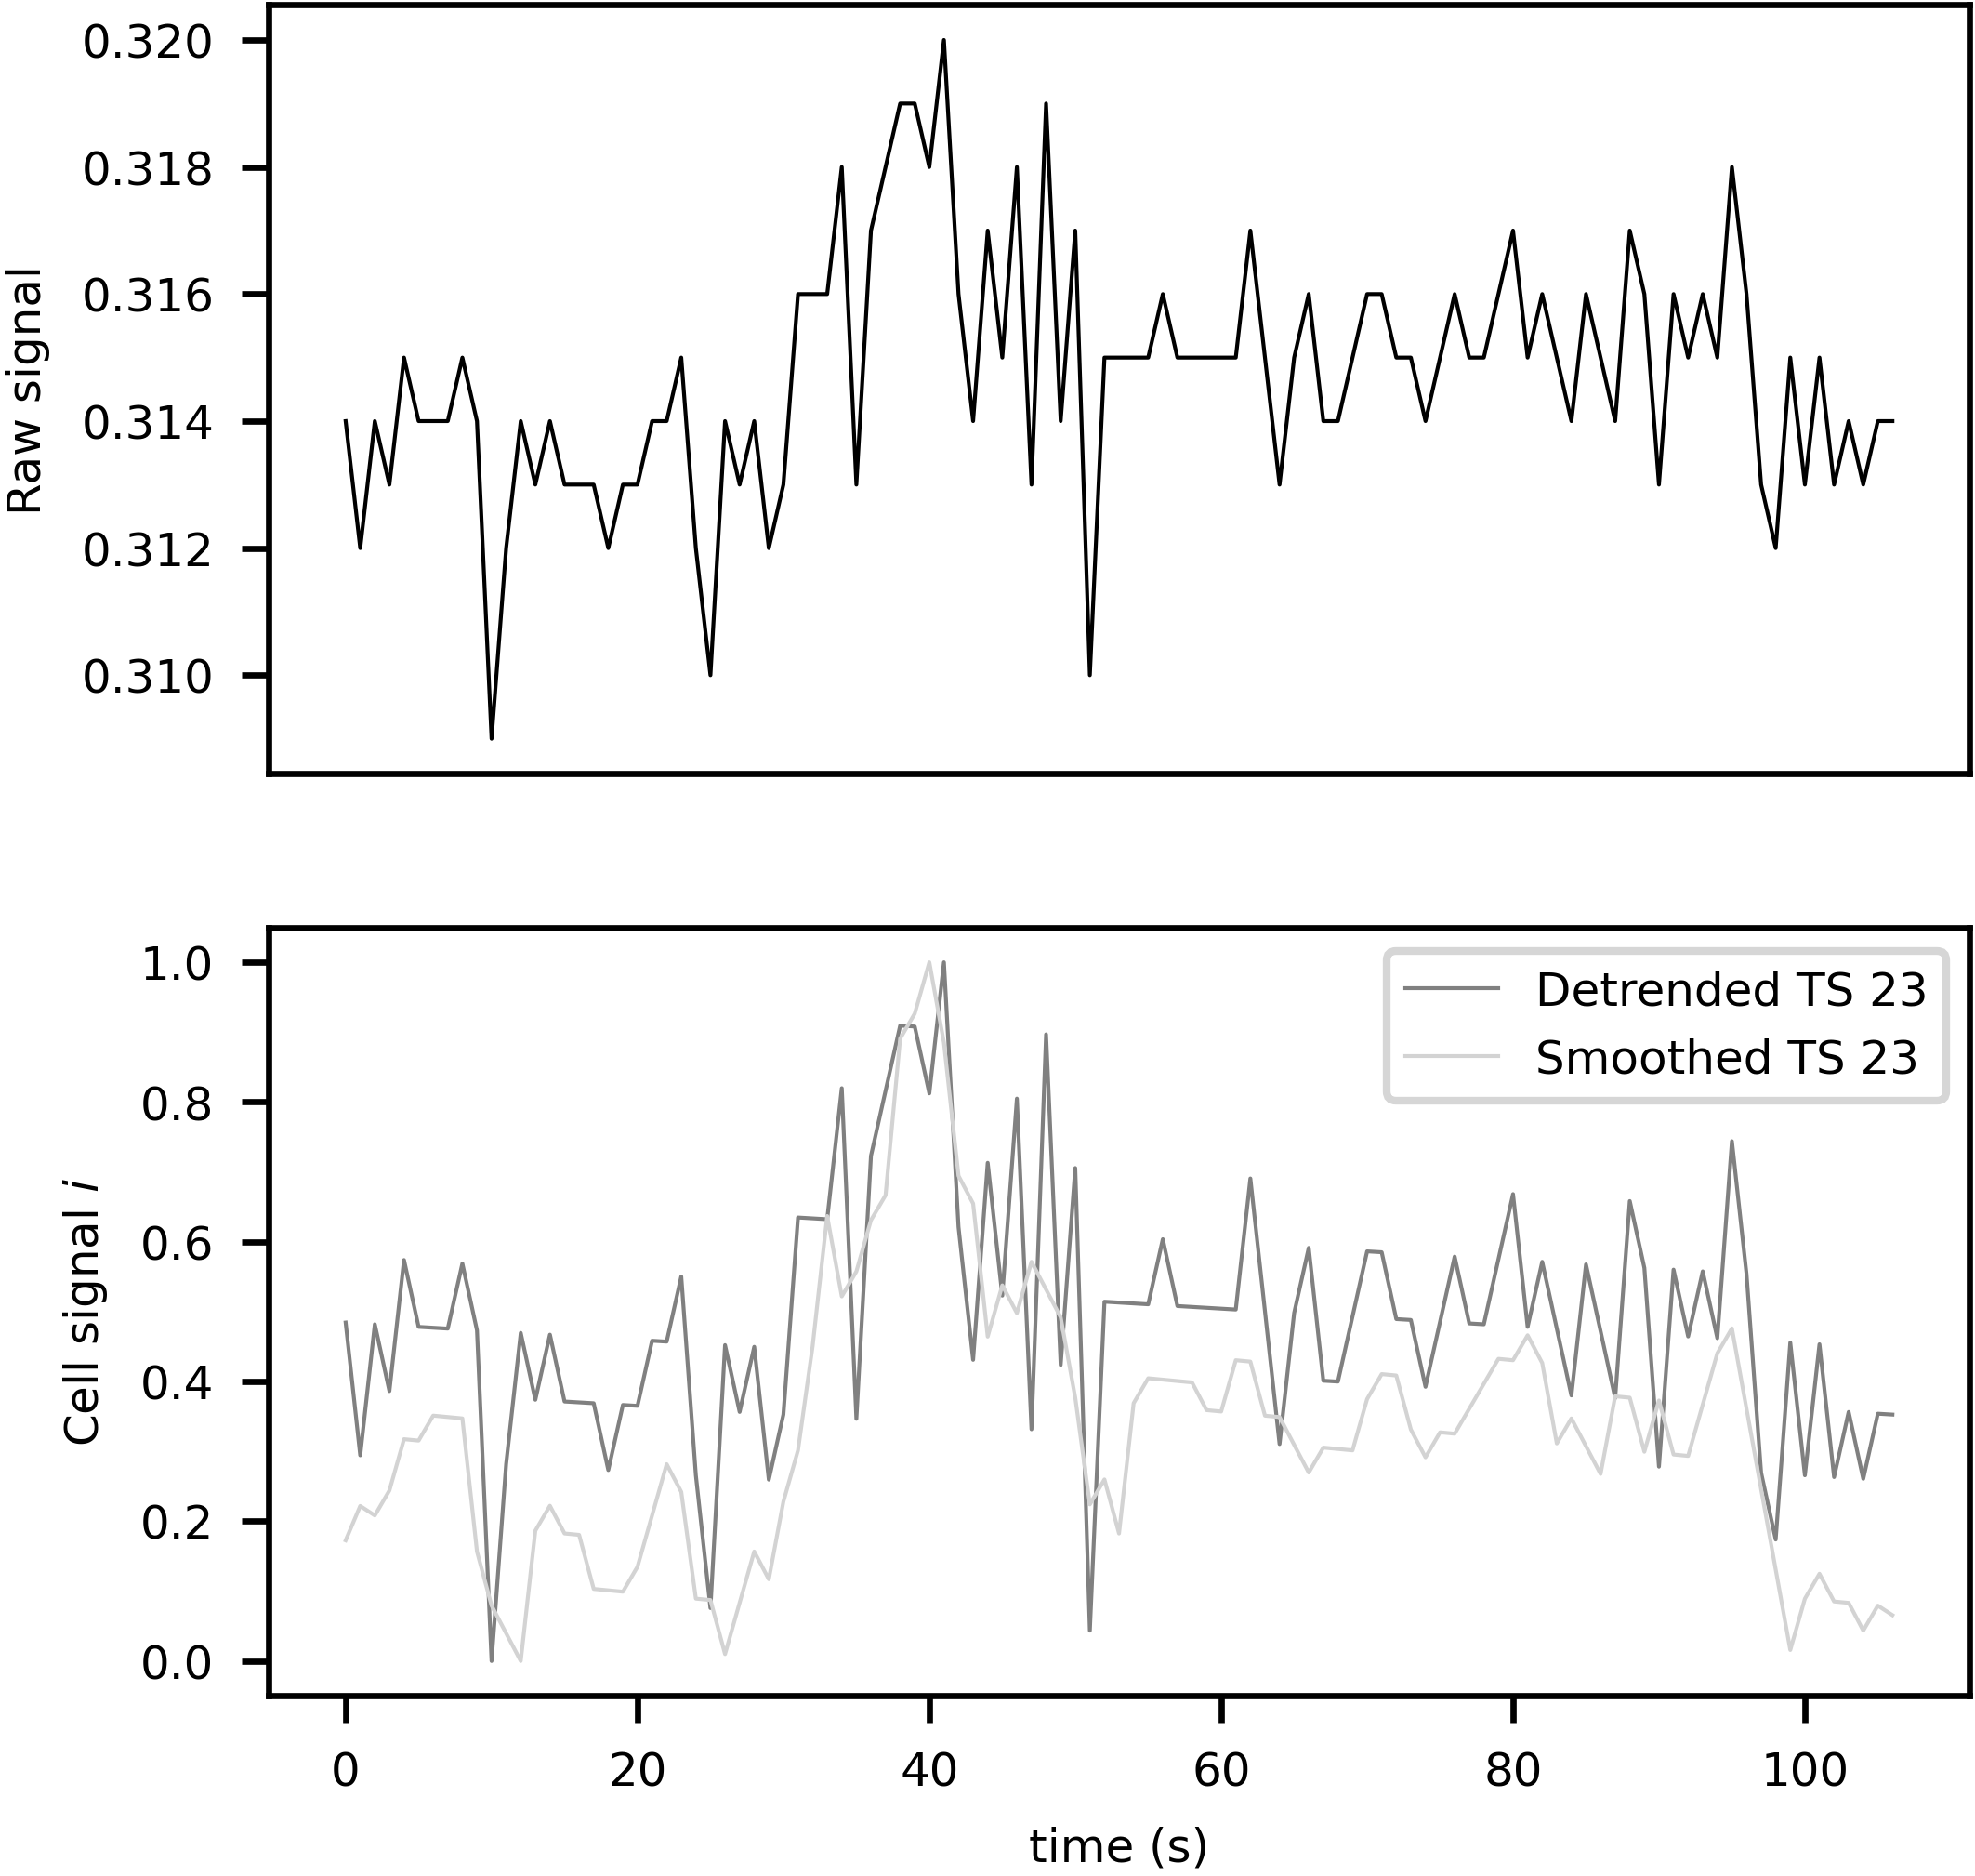 0.320
0.318
0.316
0.314
0.312
0.310
Raw signal
1.0
0.8
0.6
0.4
0.2
0.0
Cell signal i
Detrended TS 23
Smoothed TS 23
0 20 40 60 80 100
time (s)